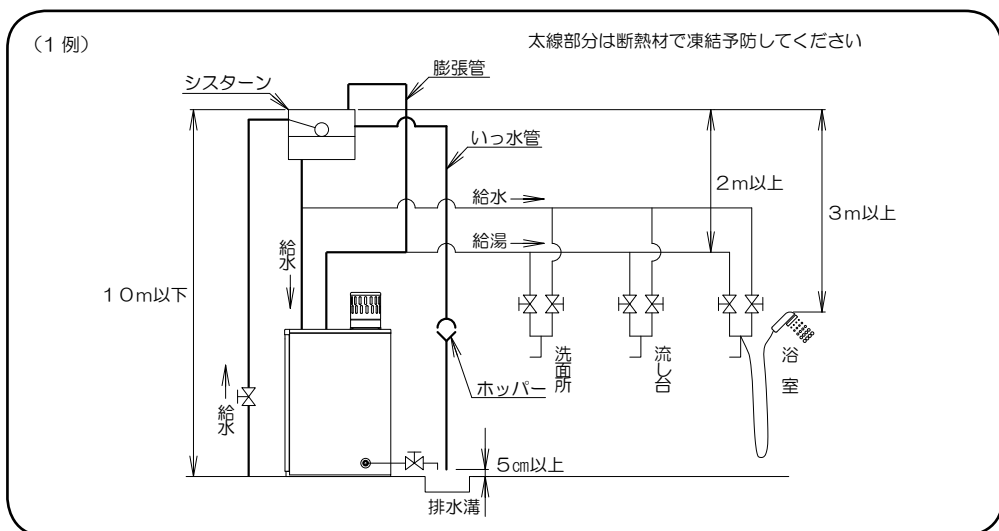 （１例）
太線部分は断熱材で凍結予防してください
膨張管
シスターン
いっ水管
２ｍ以上
３ｍ以上
給水
給湯
給水
１０ｍ以下
給水
洗面所
流し台
浴室
ホッパー
５㎝以上
排水溝